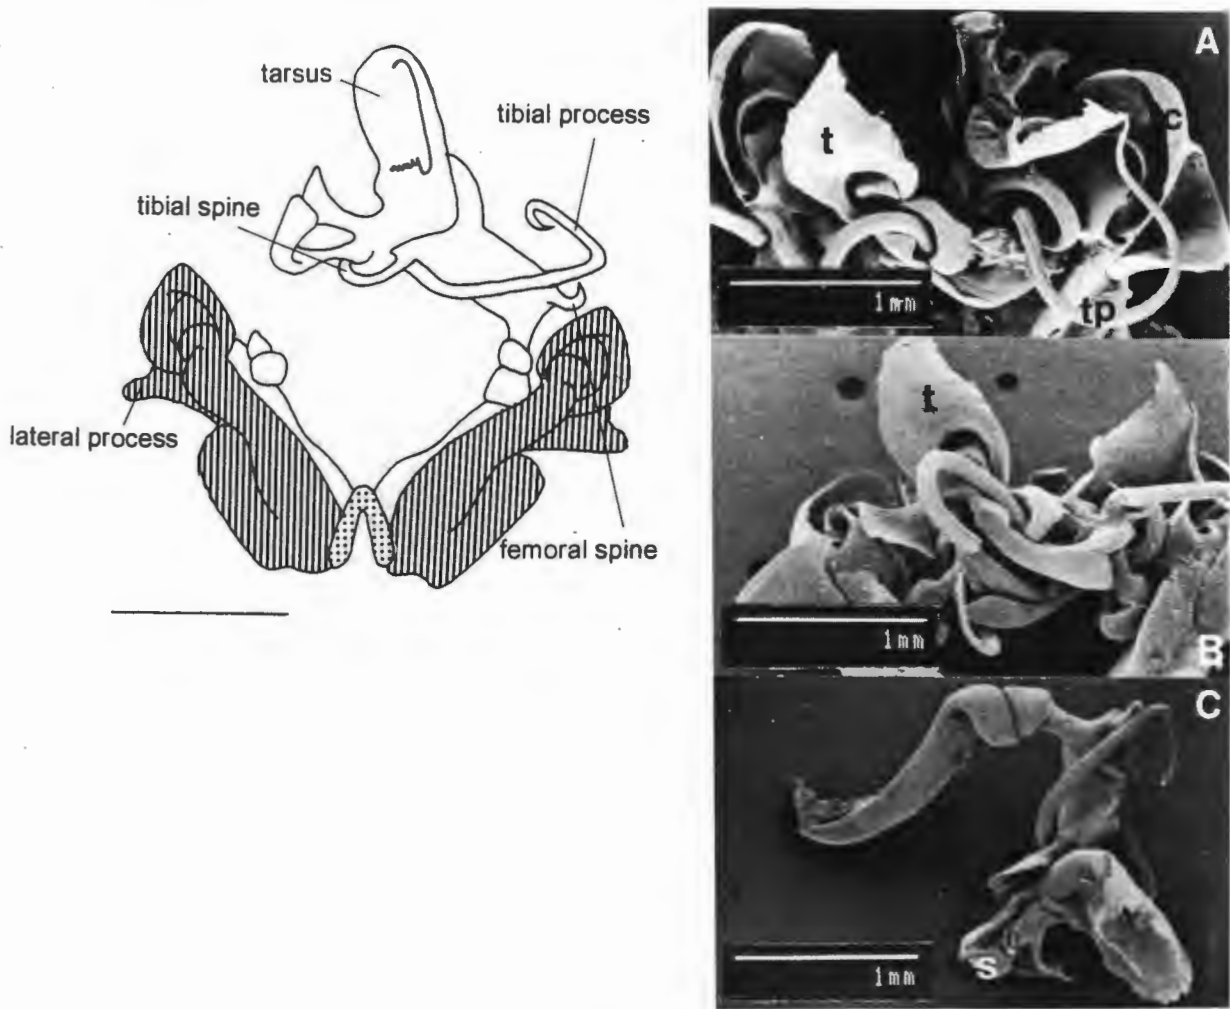 tarsus
tibial process
tibial spine
lateral process
femoral spine
A
t
c
tp
1 mm
t
1 mm
B
C
s
1 mm